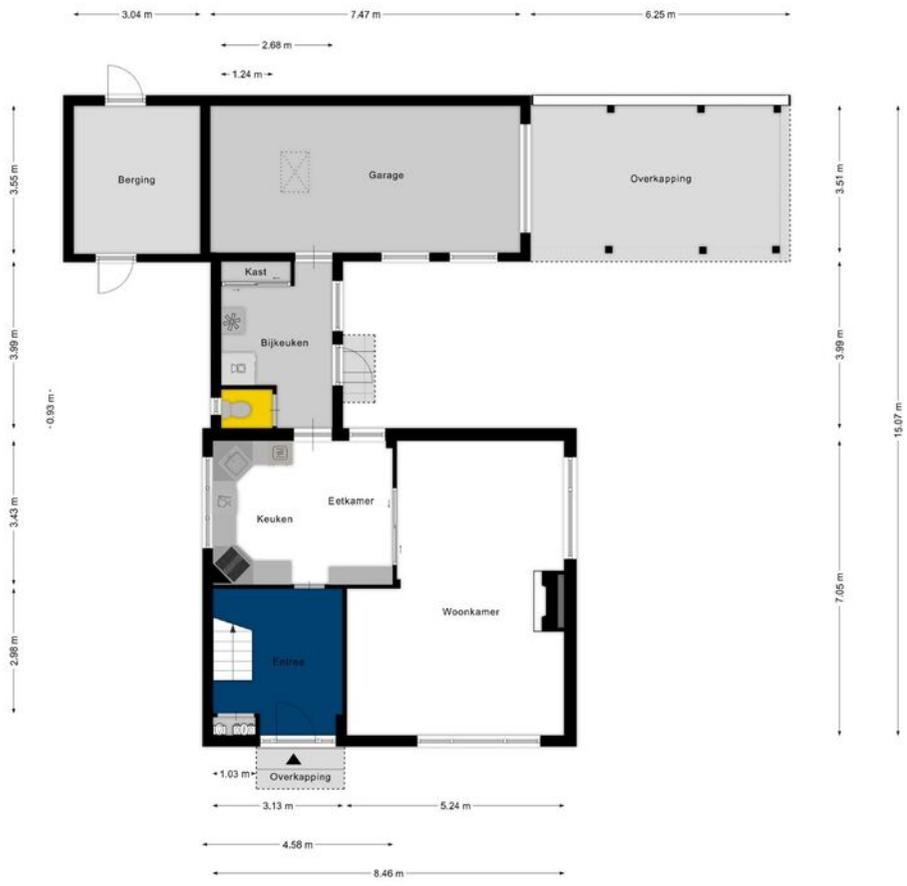 3.04 m
7.47 m
6.25 m
2.68 m
1.24 m
3.55 m
Berging
Garage
Overkapping
3.51 m
Kast
3.99 m
Bijkeuken
3.99 m
0.93 m
15.07 m
3.43 m
Eetkamer
Keuken
7.05 m
Woonkamer
2.98 m
Entree
1.03 m
Overkapping
3.13 m
5.24 m
4.58 m
8.46 m